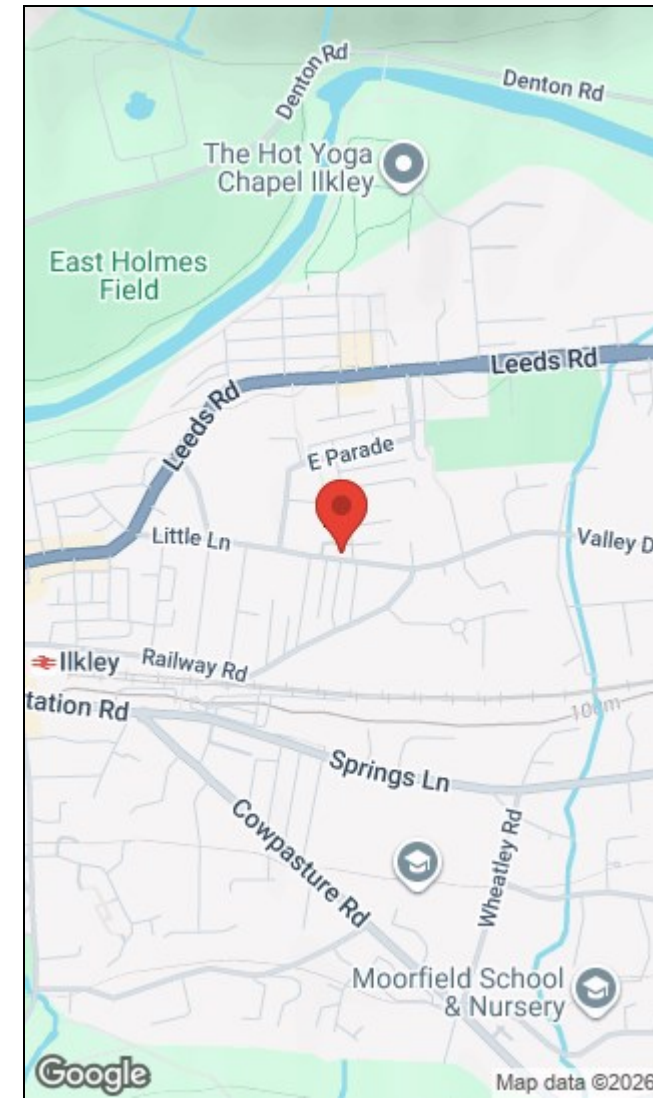 Denton Rd
Denton Rd
The Hot Yoga
Chapel Ilkley
East Holmes
Field
Leeds Rd
Leeds Rd
E Parade
Little Ln
Valley D
Ilkley
Railway Rd
tation Rd
Springs Ln
Cowpasture Rd
Wheatley Rd
Moorfield School
& Nursery
Google
Map data ©2026